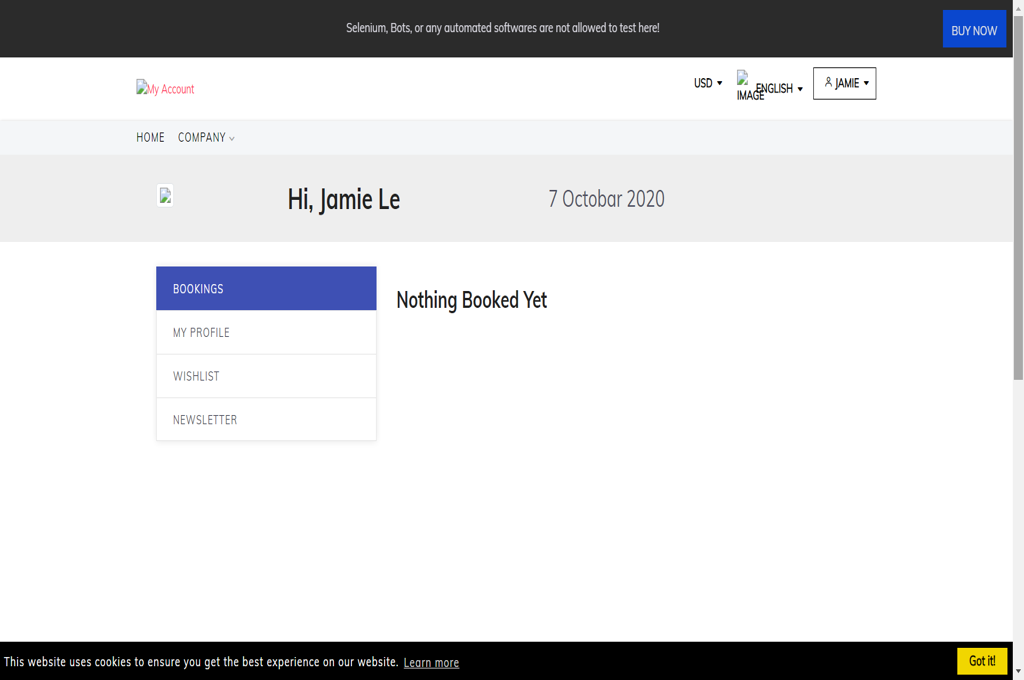 Selenium, Bots, or any automated softwares are not allowed to test here!
BUY NOW
My Account
USD
IMAGE
ENGLISH
JAMIE
HOME COMPANY
Hi, Jamie Le
7 Octobar 2020
BOOKINGS
MY PROFILE
WISHLIST
NEWSLETTER
Nothing Booked Yet
This website uses cookies to ensure you get the best experience on our website. Learn more
Got it!